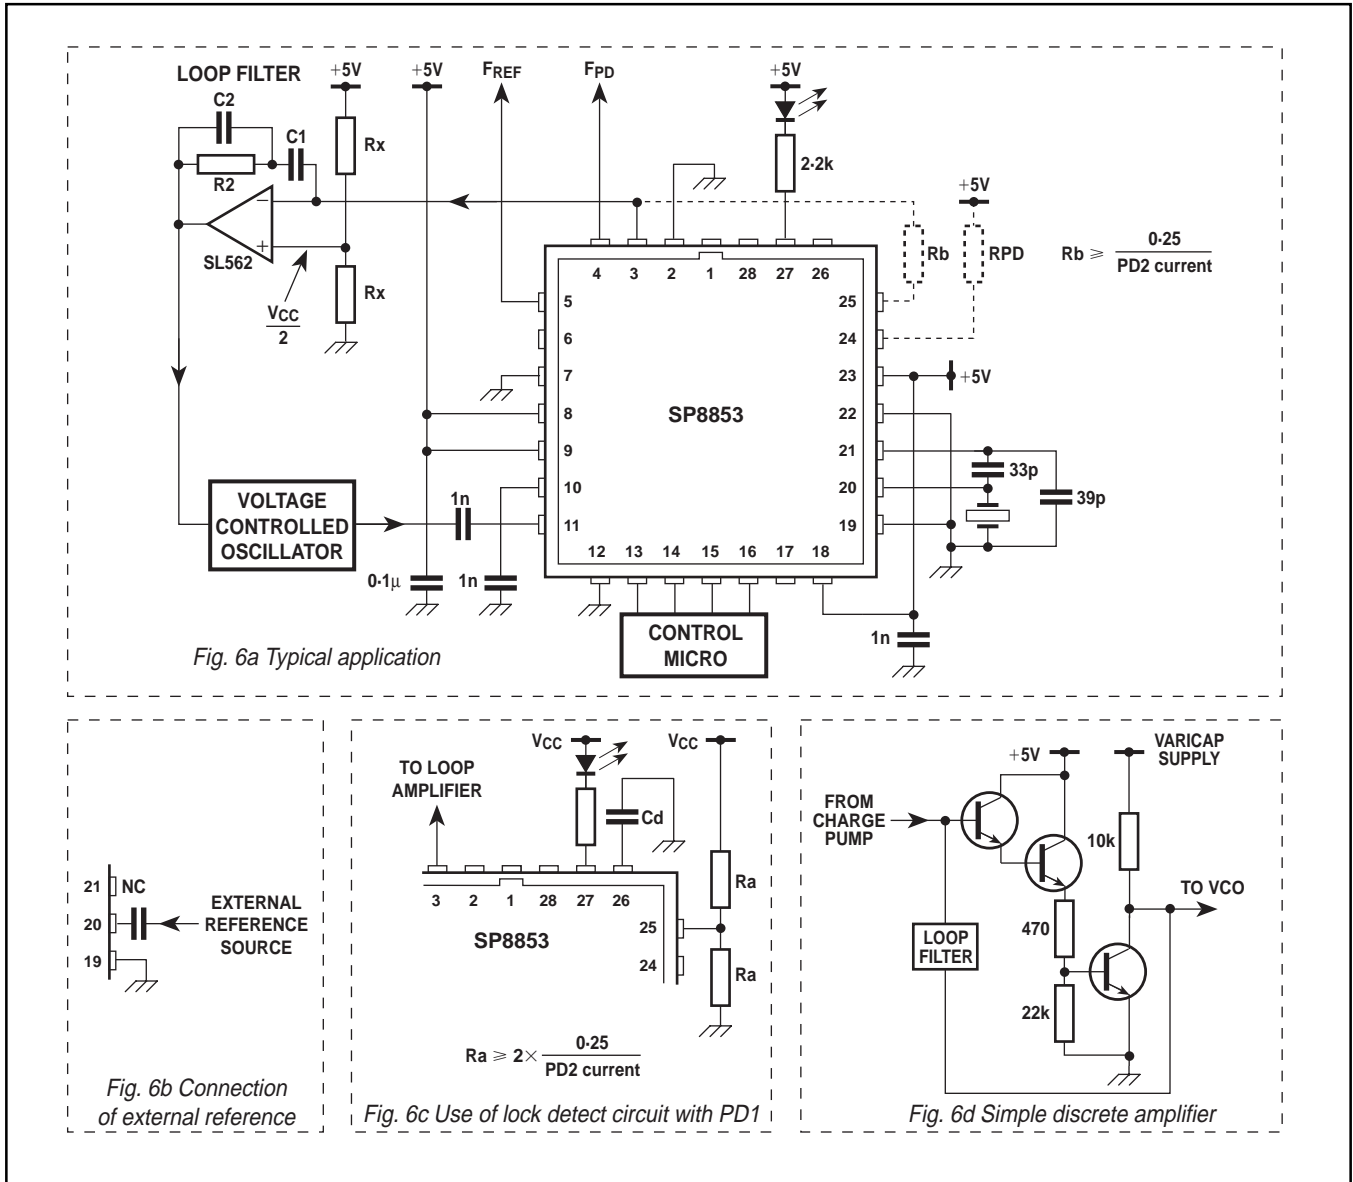 LOOP FILTER
+5V
+5V
FREF
FPD
+5V
C2
C1
Rx
R2
2·2k
+5V
−
+
SL562
VCC
2
Rx
Rb
RPD
Rb ⩾ 0·25
PD2 current
4 3 2 1 28 27 26
5
6
7
8
9
10
11
25
24
23
22
21
20
19
SP8853
+5V
33p
39p
VOLTAGE
CONTROLLED
OSCILLATOR
1n
12 13 14 15 16 17 18
0·1µ
1n
CONTROL
MICRO
1n
Fig. 6a Typical application
21 NC
20
19
EXTERNAL
REFERENCE
SOURCE
Fig. 6b Connection
of external reference
VCC
VCC
TO LOOP
AMPLIFIER
Cd
3 2 1 28 27 26
Ra
25
SP8853
24
Ra
Ra ⩾ 2× 0·25
PD2 current
Fig. 6c Use of lock detect circuit with PD1
+5V
VARICAP
SUPPLY
FROM
CHARGE
PUMP
10k
TO VCO
470
LOOP
FILTER
22k
Fig. 6d Simple discrete amplifier